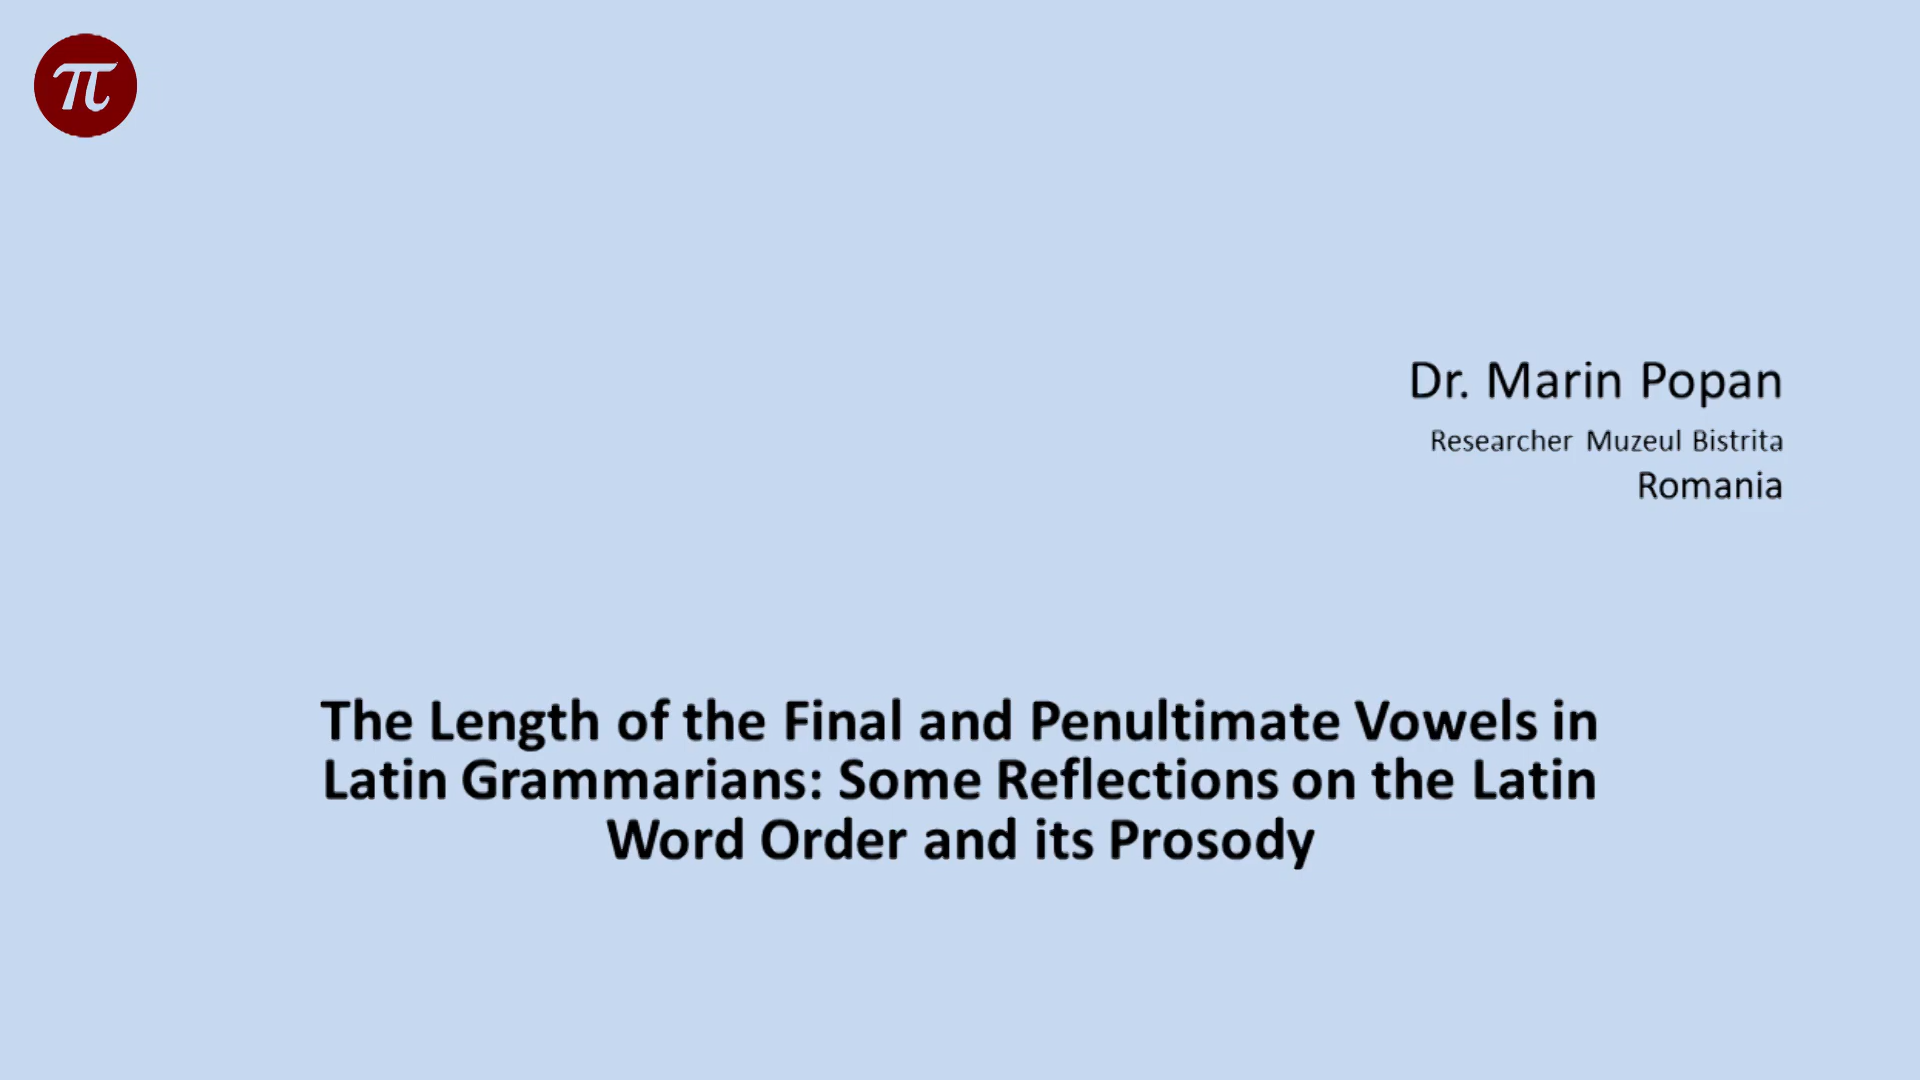 π
Dr. Marin Popan
Researcher Muzeul Bistrita
Romania
The Length of the Final and Penultimate Vowels in
Latin Grammarians: Some Reflections on the Latin
Word Order and its Prosody